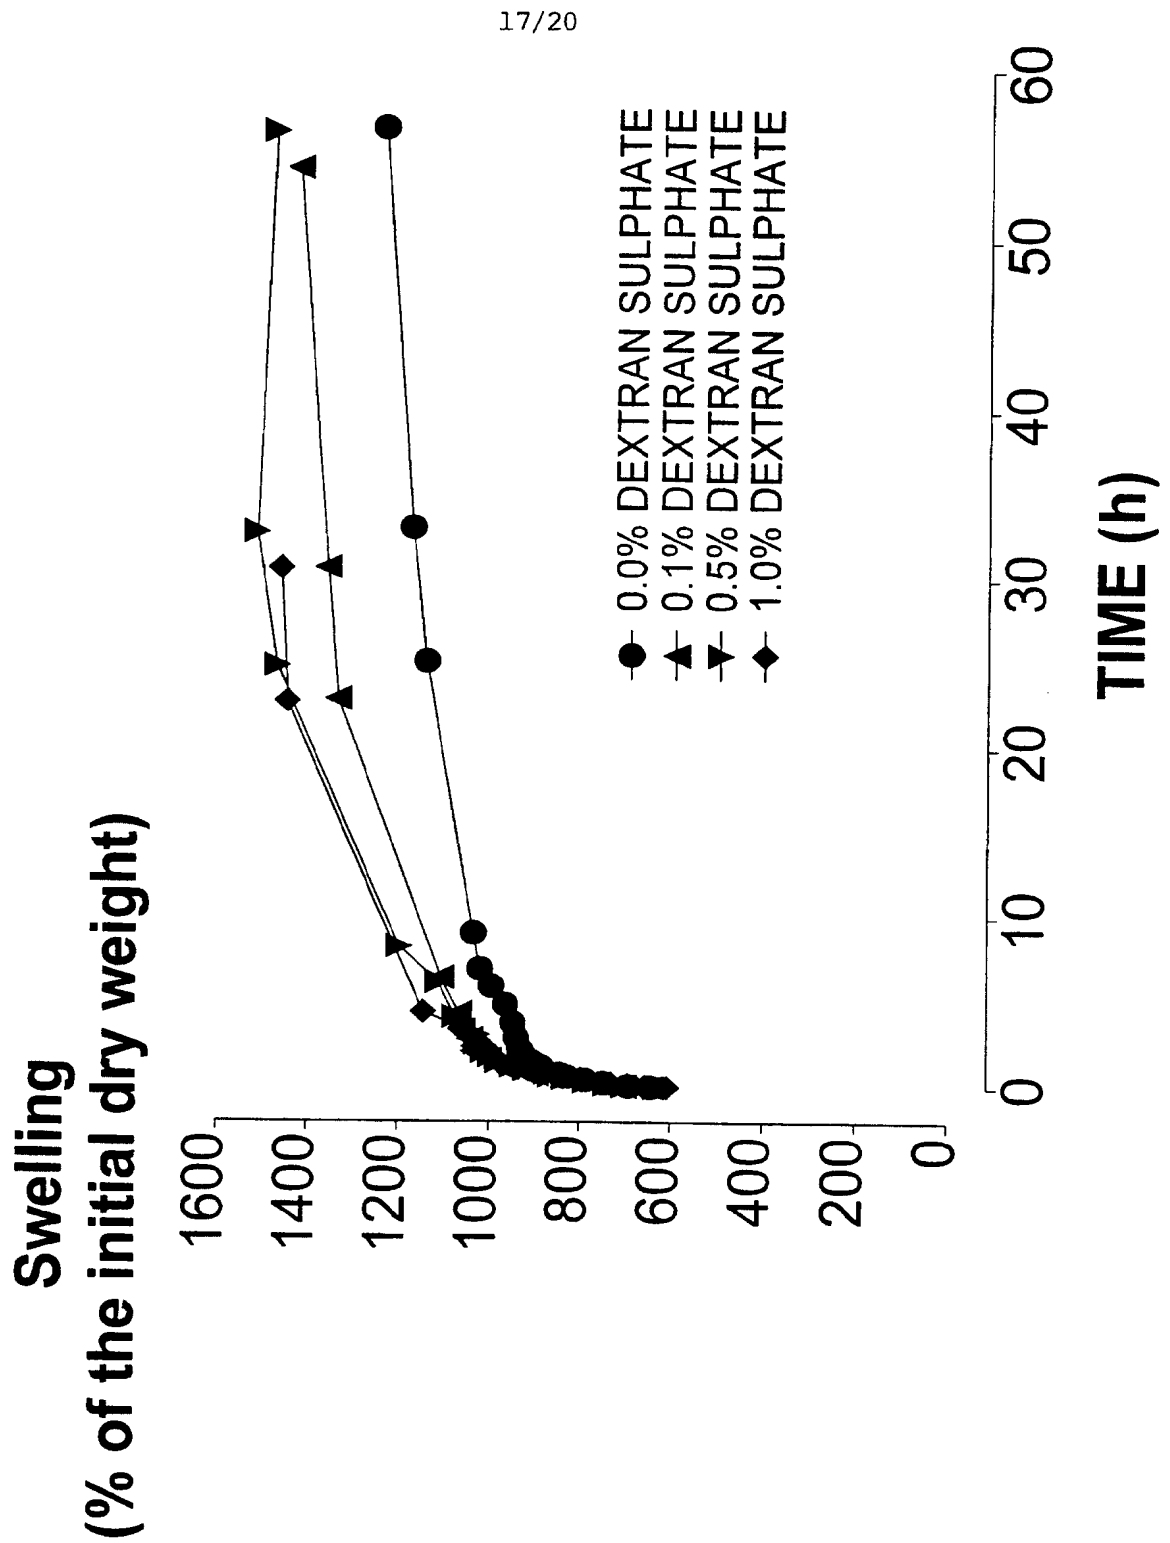 17/20
Swelling
(% of the initial dry weight)
1600
1400
1200
1000
800
600
400
200
0
0.0% DEXTRAN SULPHATE
0.1% DEXTRAN SULPHATE
0.5% DEXTRAN SULPHATE
1.0% DEXTRAN SULPHATE
0
10
20
30
40
50
60
TIME (h)